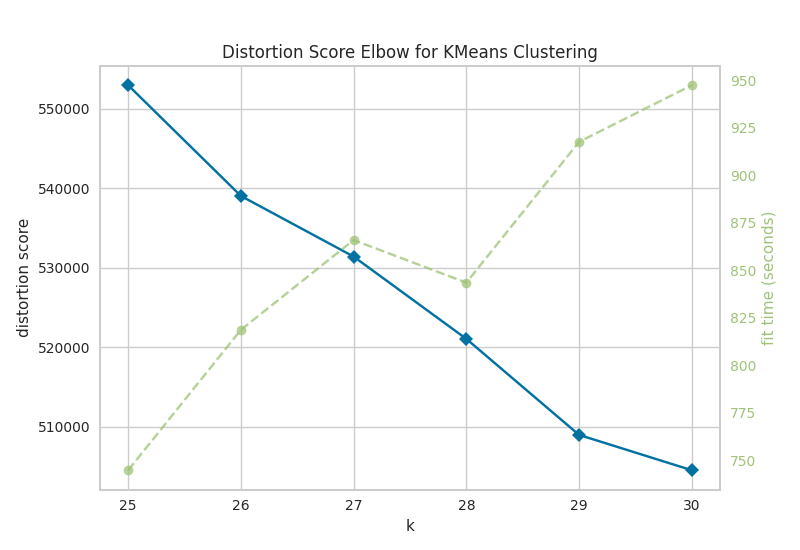 Distortion Score Elbow for KMeans Clustering
distortion score
550000
540000
530000
520000
510000
25 26 27 28 29 30
k
950
925
900
875
850
825
800
775
750
fit time (seconds)